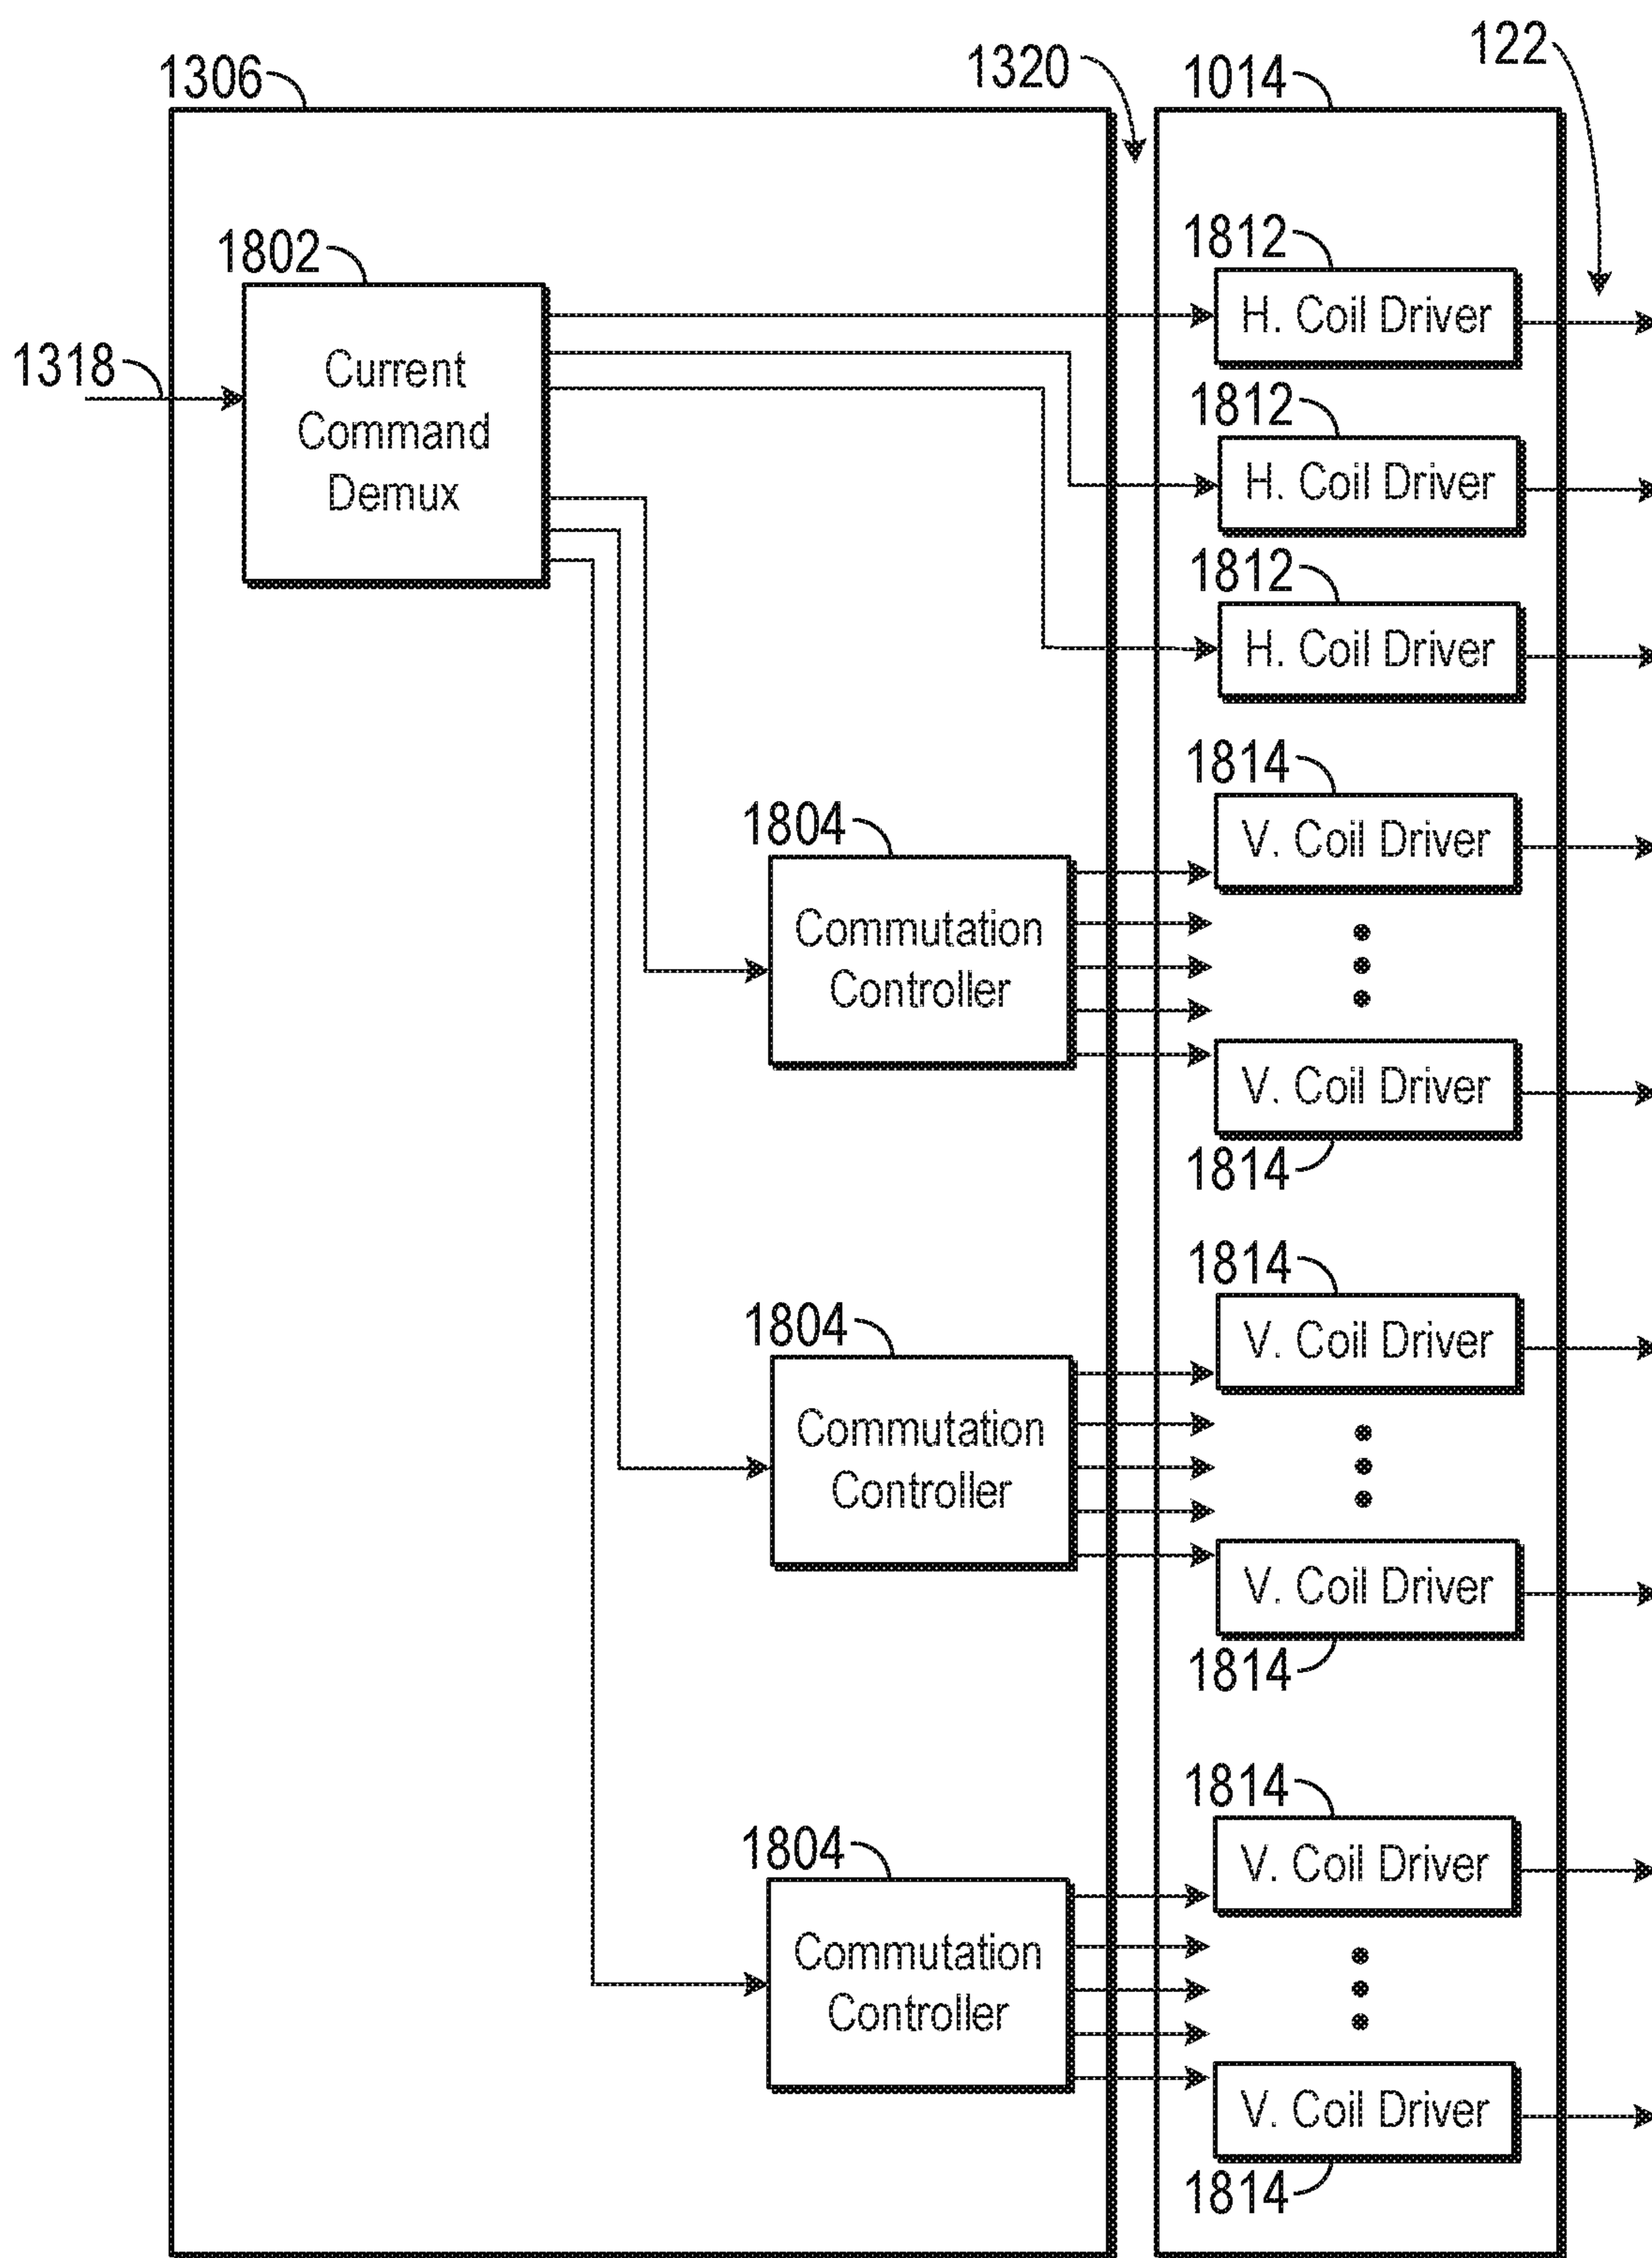 1306
1320
1014
122
1802
1318
Current
Command
Demux
1812
H. Coil Driver
1812
H. Coil Driver
1812
H. Coil Driver
1814
V. Coil Driver
1804
Commutation
Controller
V. Coil Driver
1814
1814
V. Coil Driver
1804
Commutation
Controller
V. Coil Driver
1814
1814
V. Coil Driver
1804
Commutation
Controller
V. Coil Driver
1814